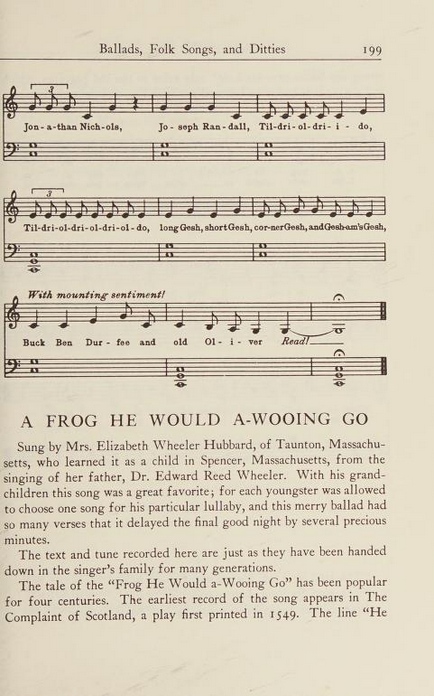 Ballads, Folk Songs, and Ditties 199
3
Jon-a-than Nich-ols, Jo-seph Ran-dall, Til-dri-ol-dri-i-do,
3
Til-dri-ol-dri-ol-dri-ol-do, long Gesh, short Gesh, cor-ner Gesh, and Gesh-am's Gesh,
With mounting sentiment!
Buck Ben Dur-fee and old Ol-i-ver Read!
A FROG HE WOULD A-WOOING GO
Sung by Mrs. Elizabeth Wheeler Hubbard, of Taunton, Massachu-
setts, who learned it as a child in Spencer, Massachusetts, from the
singing of her father, Dr. Edward Reed Wheeler. With his grand-
children this song was a great favorite; for each youngster was allowed
to choose one song for his particular lullaby, and this merry ballad had
so many verses that it delayed the final good night by several precious
minutes.
The text and tune recorded here are just as they have been handed
down in the singer's family for many generations.
The tale of the "Frog He Would a-Wooing Go" has been popular
for four centuries. The earliest record of the song appears in The
Complaint of Scotland, a play first printed in 1549. The line "He